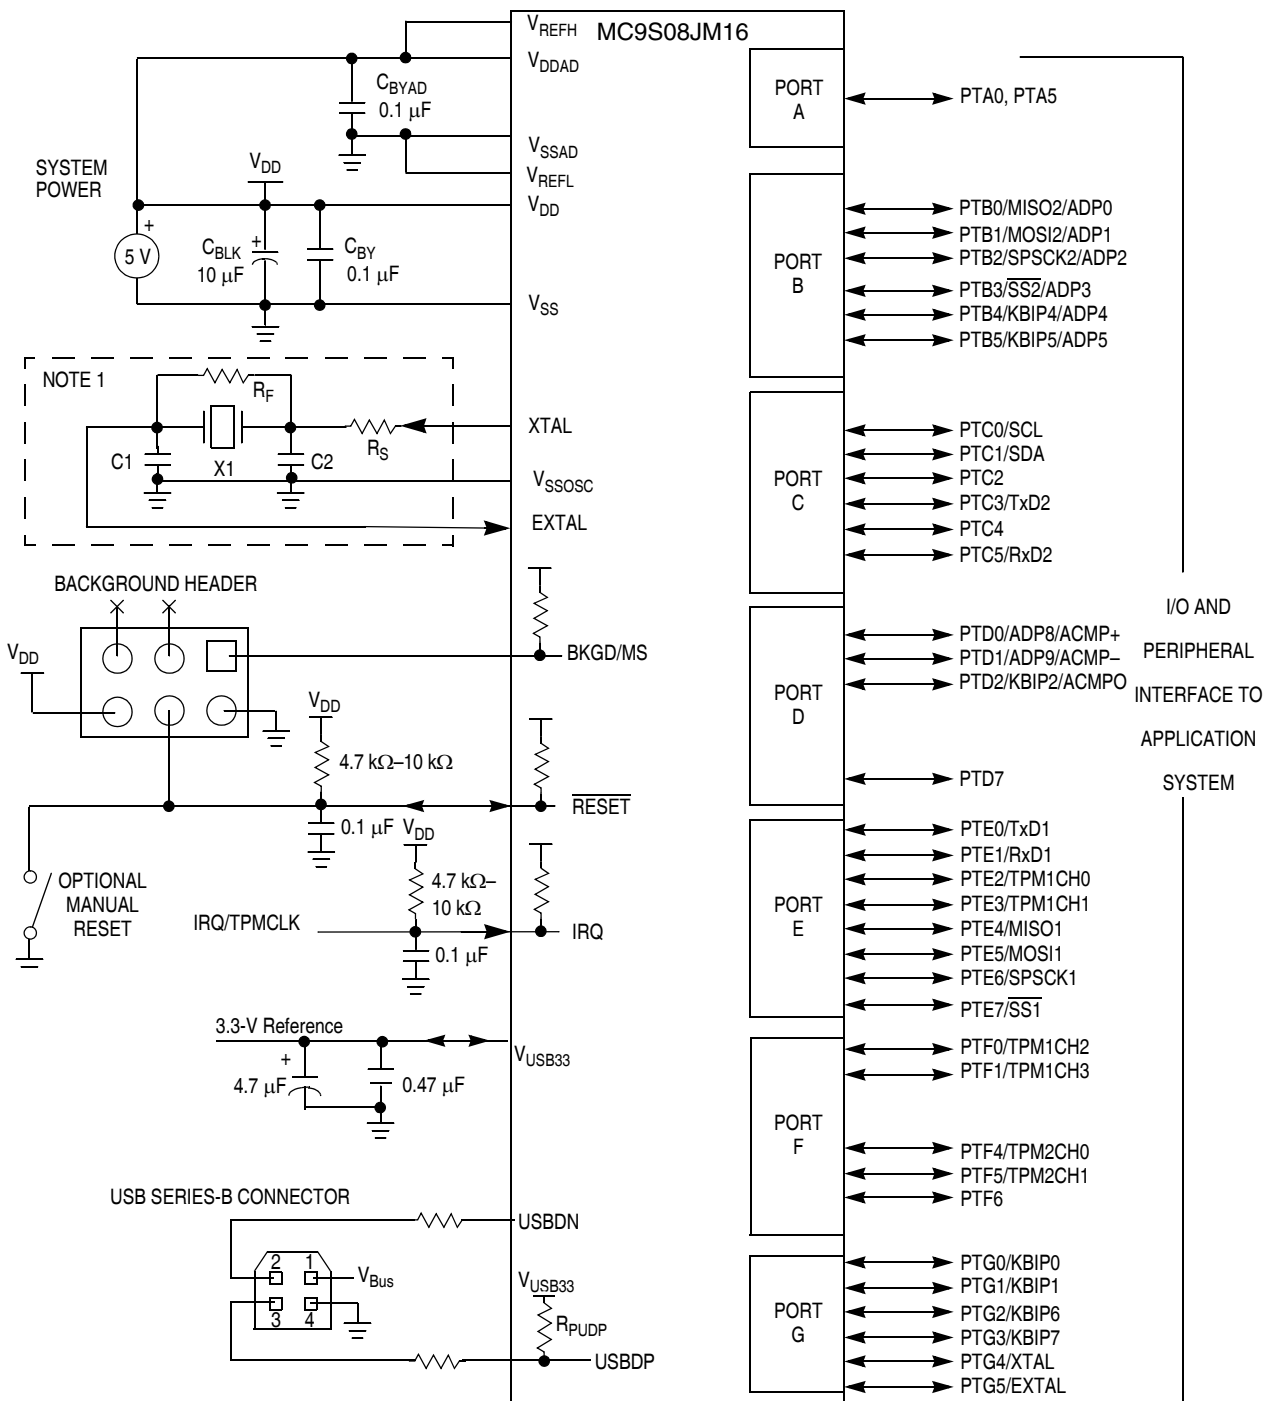 MC9S08JM16
VREFH
VDDAD
CBYAD
0.1 µF
VSSAD
VREFL
SYSTEM
POWER
VDD
VDD
+
5 V
CBLK
+
10 µF
CBY
0.1 µF
VSS
NOTE 1
RF
XTAL
RS
C1
X1
C2
VSSOSC
EXTAL
BACKGROUND HEADER
VDD
BKGD/MS
VDD
4.7 kΩ–10 kΩ
RESET
0.1 µF
VDD
OPTIONAL
MANUAL
RESET
4.7 kΩ–
10 kΩ
IRQ/TPMCLK
IRQ
0.1 µF
3.3-V Reference
VUSB33
+
4.7 µF
0.47 µF
USB SERIES-B CONNECTOR
USBDN
2 1
VBus
3 4
VUSB33
RPUDP
USBDP
PORT
A
PTA0, PTA5
PORT
B
PTB0/MISO2/ADP0
PTB1/MOSI2/ADP1
PTB2/SPSCK2/ADP2
PTB3/SS2/ADP3
PTB4/KBIP4/ADP4
PTB5/KBIP5/ADP5
PORT
C
PTC0/SCL
PTC1/SDA
PTC2
PTC3/TxD2
PTC4
PTC5/RxD2
PORT
D
PTD0/ADP8/ACMP+
PTD1/ADP9/ACMP–
PTD2/KBIP2/ACMPO
PTD7
PORT
E
PTE0/TxD1
PTE1/RxD1
PTE2/TPM1CH0
PTE3/TPM1CH1
PTE4/MISO1
PTE5/MOSI1
PTE6/SPSCK1
PTE7/SS1
PORT
F
PTF0/TPM1CH2
PTF1/TPM1CH3
PTF4/TPM2CH0
PTF5/TPM2CH1
PTF6
PORT
G
PTG0/KBIP0
PTG1/KBIP1
PTG2/KBIP6
PTG3/KBIP7
PTG4/XTAL
PTG5/EXTAL
I/O AND
PERIPHERAL
INTERFACE TO
APPLICATION
SYSTEM